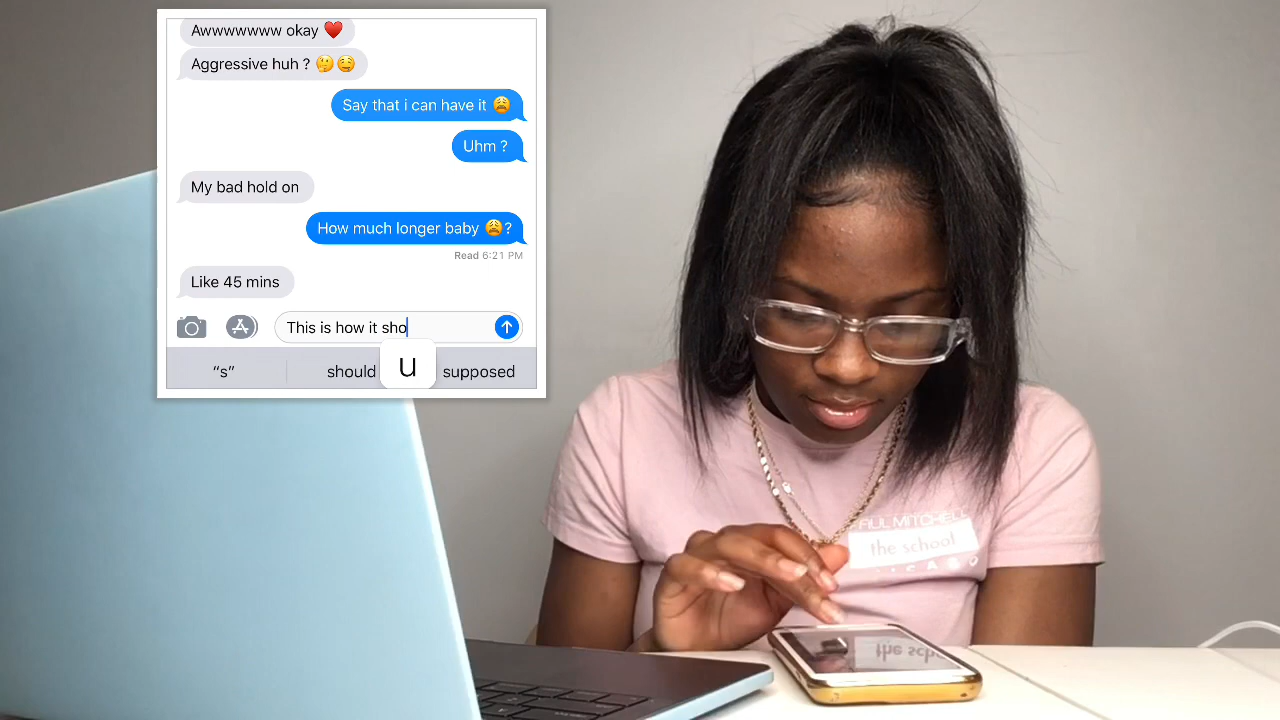 Awwwwwww okay ❤️
Aggressive huh ? 🤔🤤
Say that i can have it 😩
Uhm ?
My bad hold on
How much longer baby 😩?
Read 6:21 PM
Like 45 mins
This is how it sho
“s” should u supposed
MITCHELL
the school